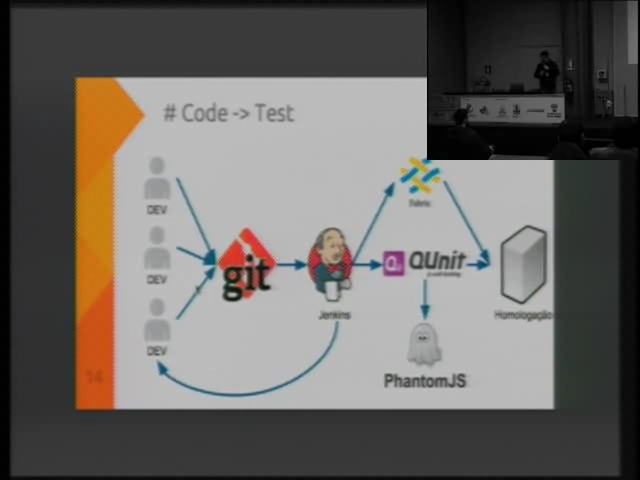 # Code -> Test
DEV
Fabric
DEV
git
QUnit
Jenkins
Homologação
DEV
PhantomJS
14